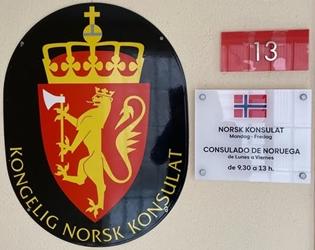 KONGELIG NORSK KONSULAT
13
NORSK KONSULAT
Mandag - Fredag
CONSULADO DE NORUEGA
de Lunes a Viernes
de 9.30 a 13 h.